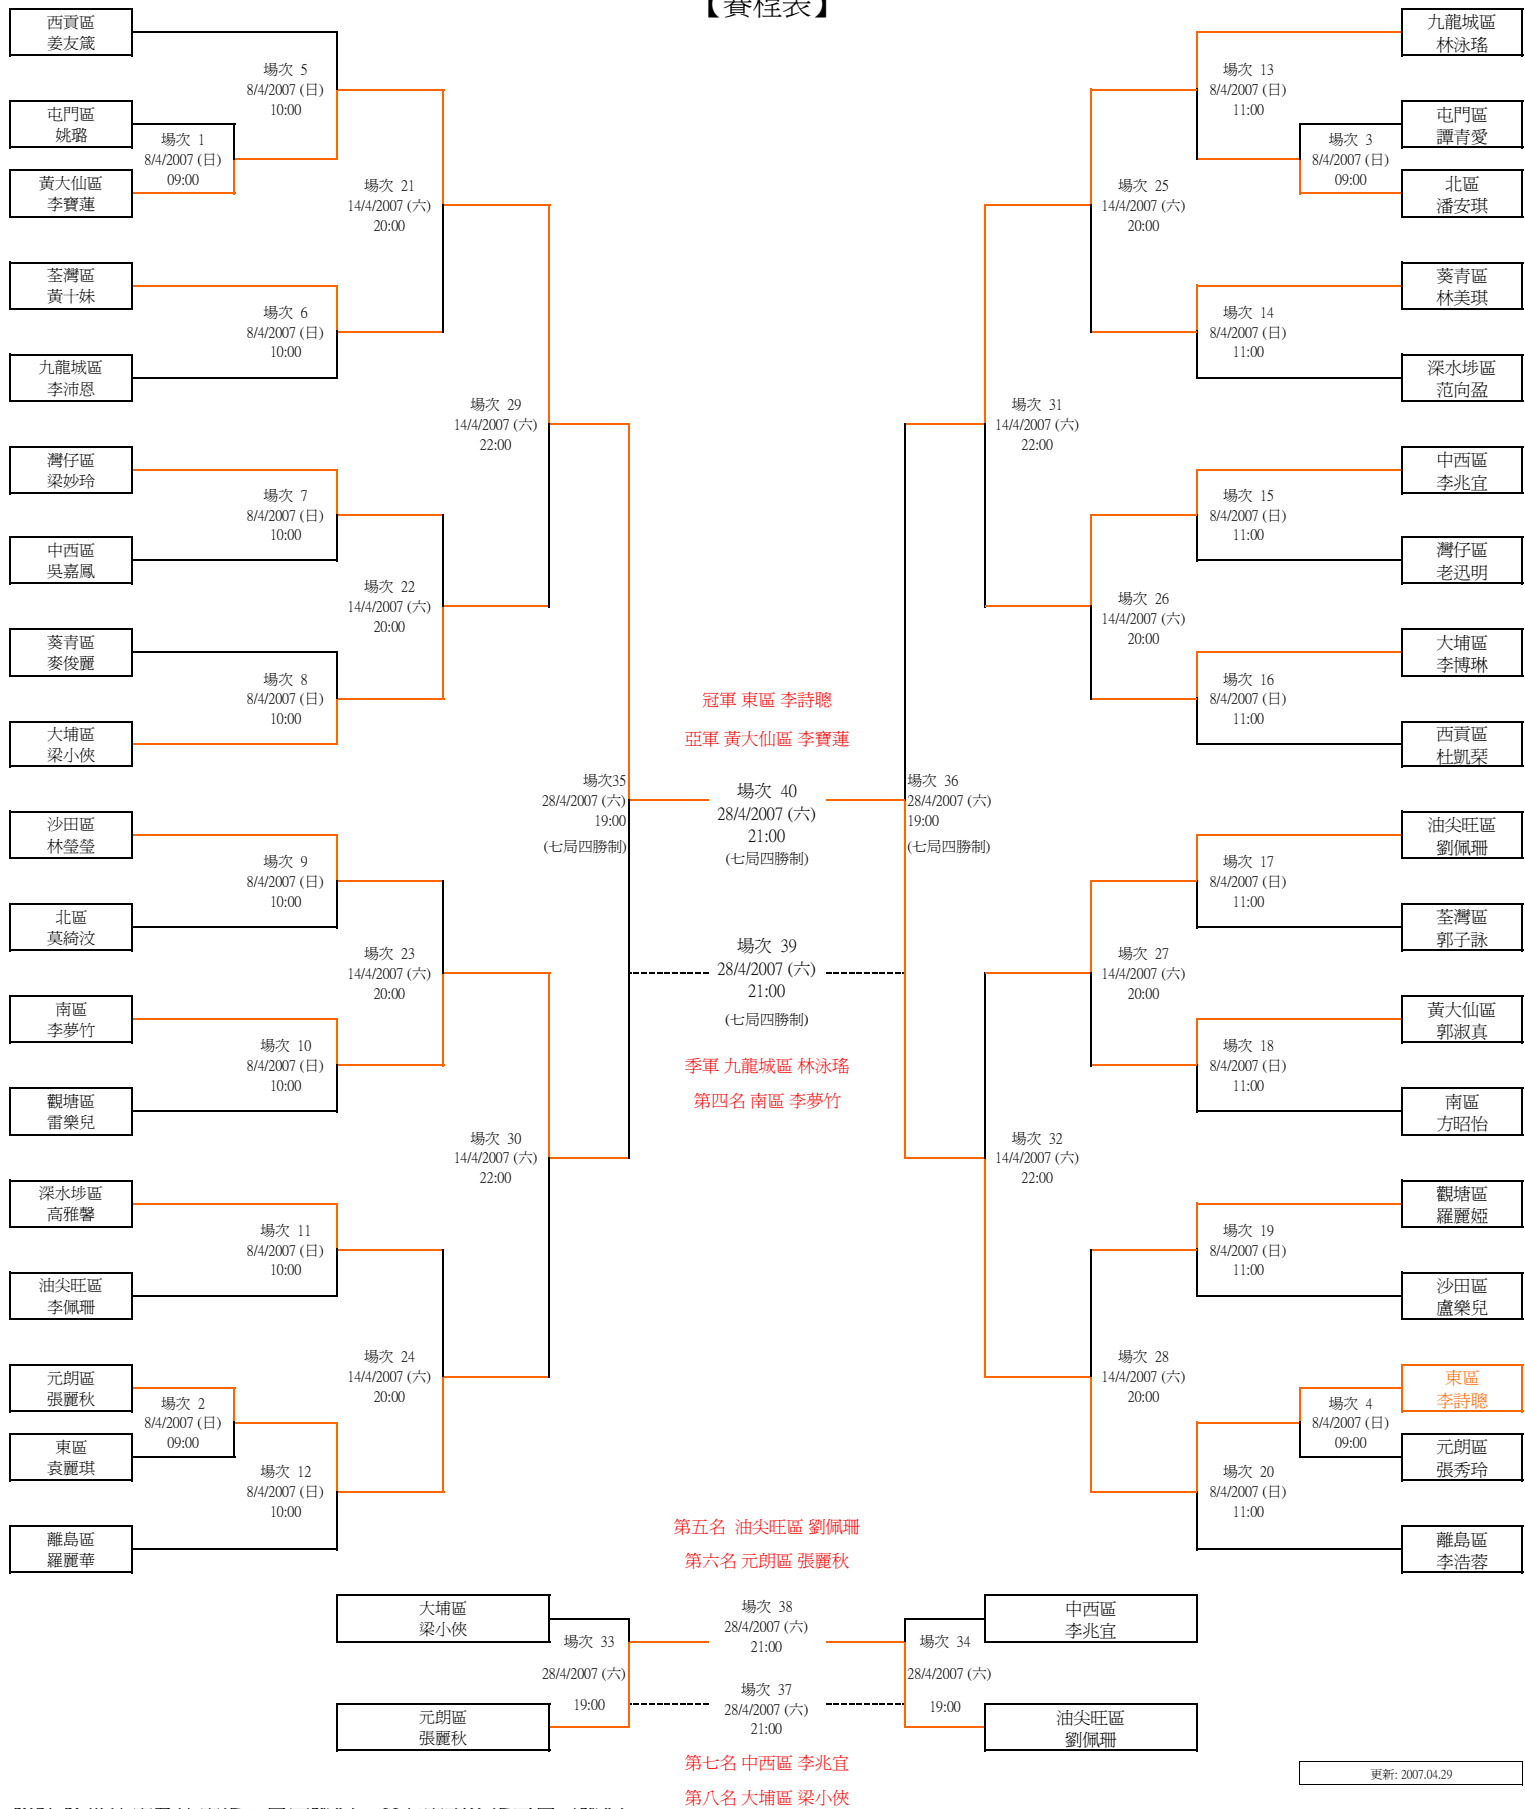 【賽程表】
西貢區
姜友箴
場次 5
8/4/2007 (日)
10:00
屯門區
姚璐
場次 1
8/4/2007 (日)
09:00
黃大仙區
李寶蓮
場次 21
14/4/2007 (六)
20:00
荃灣區
黃十妹
場次 6
8/4/2007 (日)
10:00
九龍城區
李沛恩
場次 29
14/4/2007 (六)
22:00
灣仔區
梁妙玲
場次 7
8/4/2007 (日)
10:00
中西區
吳嘉鳳
場次 22
14/4/2007 (六)
20:00
葵青區
麥俊麗
場次 8
8/4/2007 (日)
10:00
大埔區
梁小俠
場次35
28/4/2007 (六)
19:00
(七局四勝制)
沙田區
林瑩瑩
場次 9
8/4/2007 (日)
10:00
北區
莫綺汶
場次 23
14/4/2007 (六)
20:00
南區
李夢竹
場次 10
8/4/2007 (日)
10:00
觀塘區
雷樂兒
場次 30
14/4/2007 (六)
22:00
深水埗區
高雅馨
場次 11
8/4/2007 (日)
10:00
油尖旺區
李佩珊
場次 24
14/4/2007 (六)
20:00
元朗區
張麗秋
場次 2
8/4/2007 (日)
09:00
東區
袁麗琪
場次 12
8/4/2007 (日)
10:00
離島區
羅麗華
冠軍 東區 李詩聰
亞軍 黃大仙區 李寶蓮
場次 40
28/4/2007 (六)
21:00
(七局四勝制)
場次 39
28/4/2007 (六)
21:00
(七局四勝制)
季軍 九龍城區 林泳瑤
第四名 南區 李夢竹
九龍城區
林泳瑤
場次 13
8/4/2007 (日)
11:00
屯門區
譚青愛
場次 3
8/4/2007 (日)
09:00
北區
潘安琪
場次 25
14/4/2007 (六)
20:00
葵青區
林美琪
場次 14
8/4/2007 (日)
11:00
深水埗區
范向盈
場次 31
14/4/2007 (六)
22:00
中西區
李兆宜
場次 15
8/4/2007 (日)
11:00
灣仔區
老迅明
場次 26
14/4/2007 (六)
20:00
大埔區
李博琳
場次 16
8/4/2007 (日)
11:00
西貢區
杜凱琹
場次 36
28/4/2007 (六)
19:00
(七局四勝制)
油尖旺區
劉佩珊
場次 17
8/4/2007 (日)
11:00
荃灣區
郭子詠
場次 27
14/4/2007 (六)
20:00
黃大仙區
郭淑真
場次 18
8/4/2007 (日)
11:00
南區
方昭怡
場次 32
14/4/2007 (六)
22:00
觀塘區
羅麗婭
場次 19
8/4/2007 (日)
11:00
沙田區
盧樂兒
場次 28
14/4/2007 (六)
20:00
東區
李詩聰
場次 4
8/4/2007 (日)
09:00
元朗區
張秀玲
場次 20
8/4/2007 (日)
11:00
離島區
李浩蓉
第五名 油尖旺區 劉佩珊
第六名 元朗區 張麗秋
大埔區
梁小俠
場次 33
28/4/2007 (六)
19:00
元朗區
張麗秋
場次 38
28/4/2007 (六)
21:00
場次 37
28/4/2007 (六)
21:00
中西區
李兆宜
場次 34
28/4/2007 (六)
19:00
油尖旺區
劉佩珊
第七名 中西區 李兆宜
第八名 大埔區 梁小俠
更新: 2007.04.29